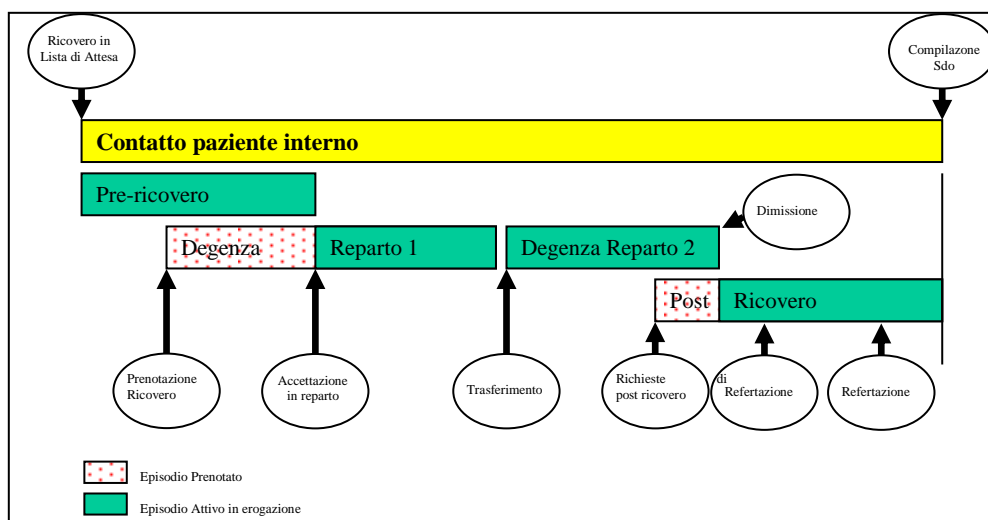 Ricovero in
Lista di Attesa
Compilazone
Sdo
Contatto paziente interno
Pre-ricovero
Dimissione
Degenza
Reparto 1
Degenza Reparto 2
Post
Ricovero
Prenotazione
Ricovero
Accettazione
in reparto
Trasferimento
Richieste di
post ricovero
Refertazione
Refertazione
Episodio Prenotato
Episodio Attivo in erogazione